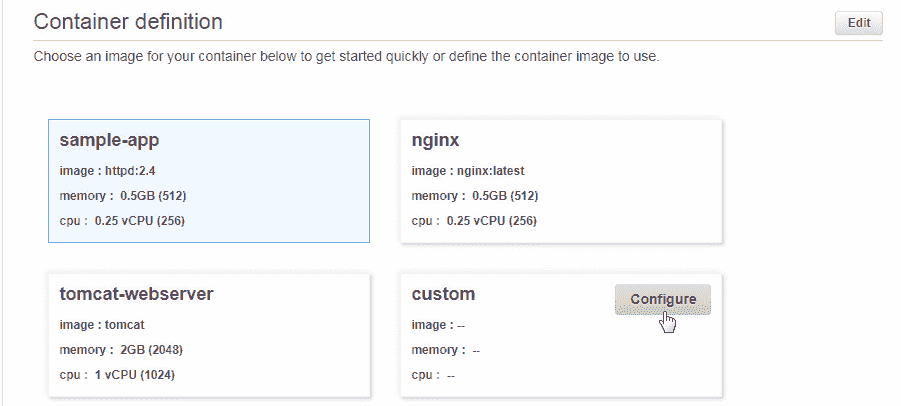 Container definition
Edit
Choose an image for your container below to get started quickly or define the container image to use.
sample-app
image : httpd:2.4
memory : 0.5GB (512)
cpu : 0.25 vCPU (256)
nginx
image : nginx:latest
memory : 0.5GB (512)
cpu : 0.25 vCPU (256)
tomcat-webserver
image : tomcat
memory : 2GB (2048)
cpu : 1 vCPU (1024)
custom
Configure
image : --
memory : --
cpu : --